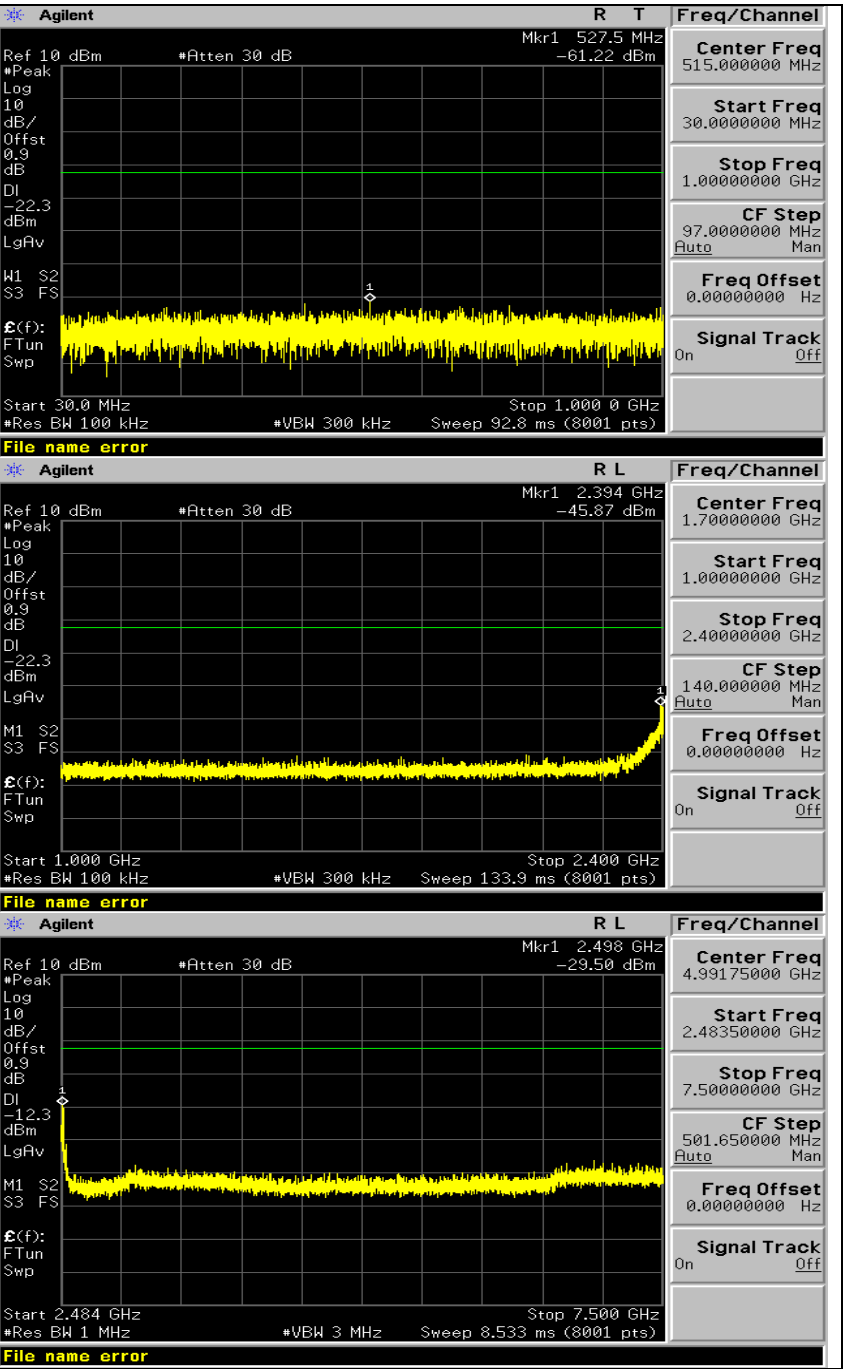 Agilent R T Freq/Channel
Mkr1 527.5 MHz
Ref 10 dBm #Atten 30 dB -61.22 dBm
#Peak
Log
10
dB/
Offst
0.9
dB
DI
-22.3
dBm
LgAv
W1 S2
S3 FS
£(f):
FTun
Swp
1
Start 30.0 MHz Stop 1.000 0 GHz
#Res BW 100 kHz #VBW 300 kHz Sweep 92.8 ms (8001 pts)
File name error
Center Freq
515.000000 MHz
Start Freq
30.0000000 MHz
Stop Freq
1.00000000 GHz
CF Step
97.0000000 MHz
Auto Man
Freq Offset
0.00000000 Hz
Signal Track
On Off
Agilent R L Freq/Channel
Mkr1 2.394 GHz
Ref 10 dBm #Atten 30 dB -45.87 dBm
#Peak
Log
10
dB/
Offst
0.9
dB
DI
-22.3
dBm
LgAv
M1 S2
S3 FS
£(f):
FTun
Swp
1
Start 1.000 GHz Stop 2.400 GHz
#Res BW 100 kHz #VBW 300 kHz Sweep 133.9 ms (8001 pts)
File name error
Center Freq
1.70000000 GHz
Start Freq
1.00000000 GHz
Stop Freq
2.40000000 GHz
CF Step
140.000000 MHz
Auto Man
Freq Offset
0.00000000 Hz
Signal Track
On Off
Agilent R L Freq/Channel
Mkr1 2.498 GHz
Ref 10 dBm #Atten 30 dB -29.50 dBm
#Peak
Log
10
dB/
Offst
0.9
dB
DI
-12.3
dBm
LgAv
M1 S2
S3 FS
£(f):
FTun
Swp
1
Start 2.484 GHz Stop 7.500 GHz
#Res BW 1 MHz #VBW 3 MHz Sweep 8.533 ms (8001 pts)
File name error
Center Freq
4.99175000 GHz
Start Freq
2.48350000 GHz
Stop Freq
7.50000000 GHz
CF Step
501.650000 MHz
Auto Man
Freq Offset
0.00000000 Hz
Signal Track
On Off